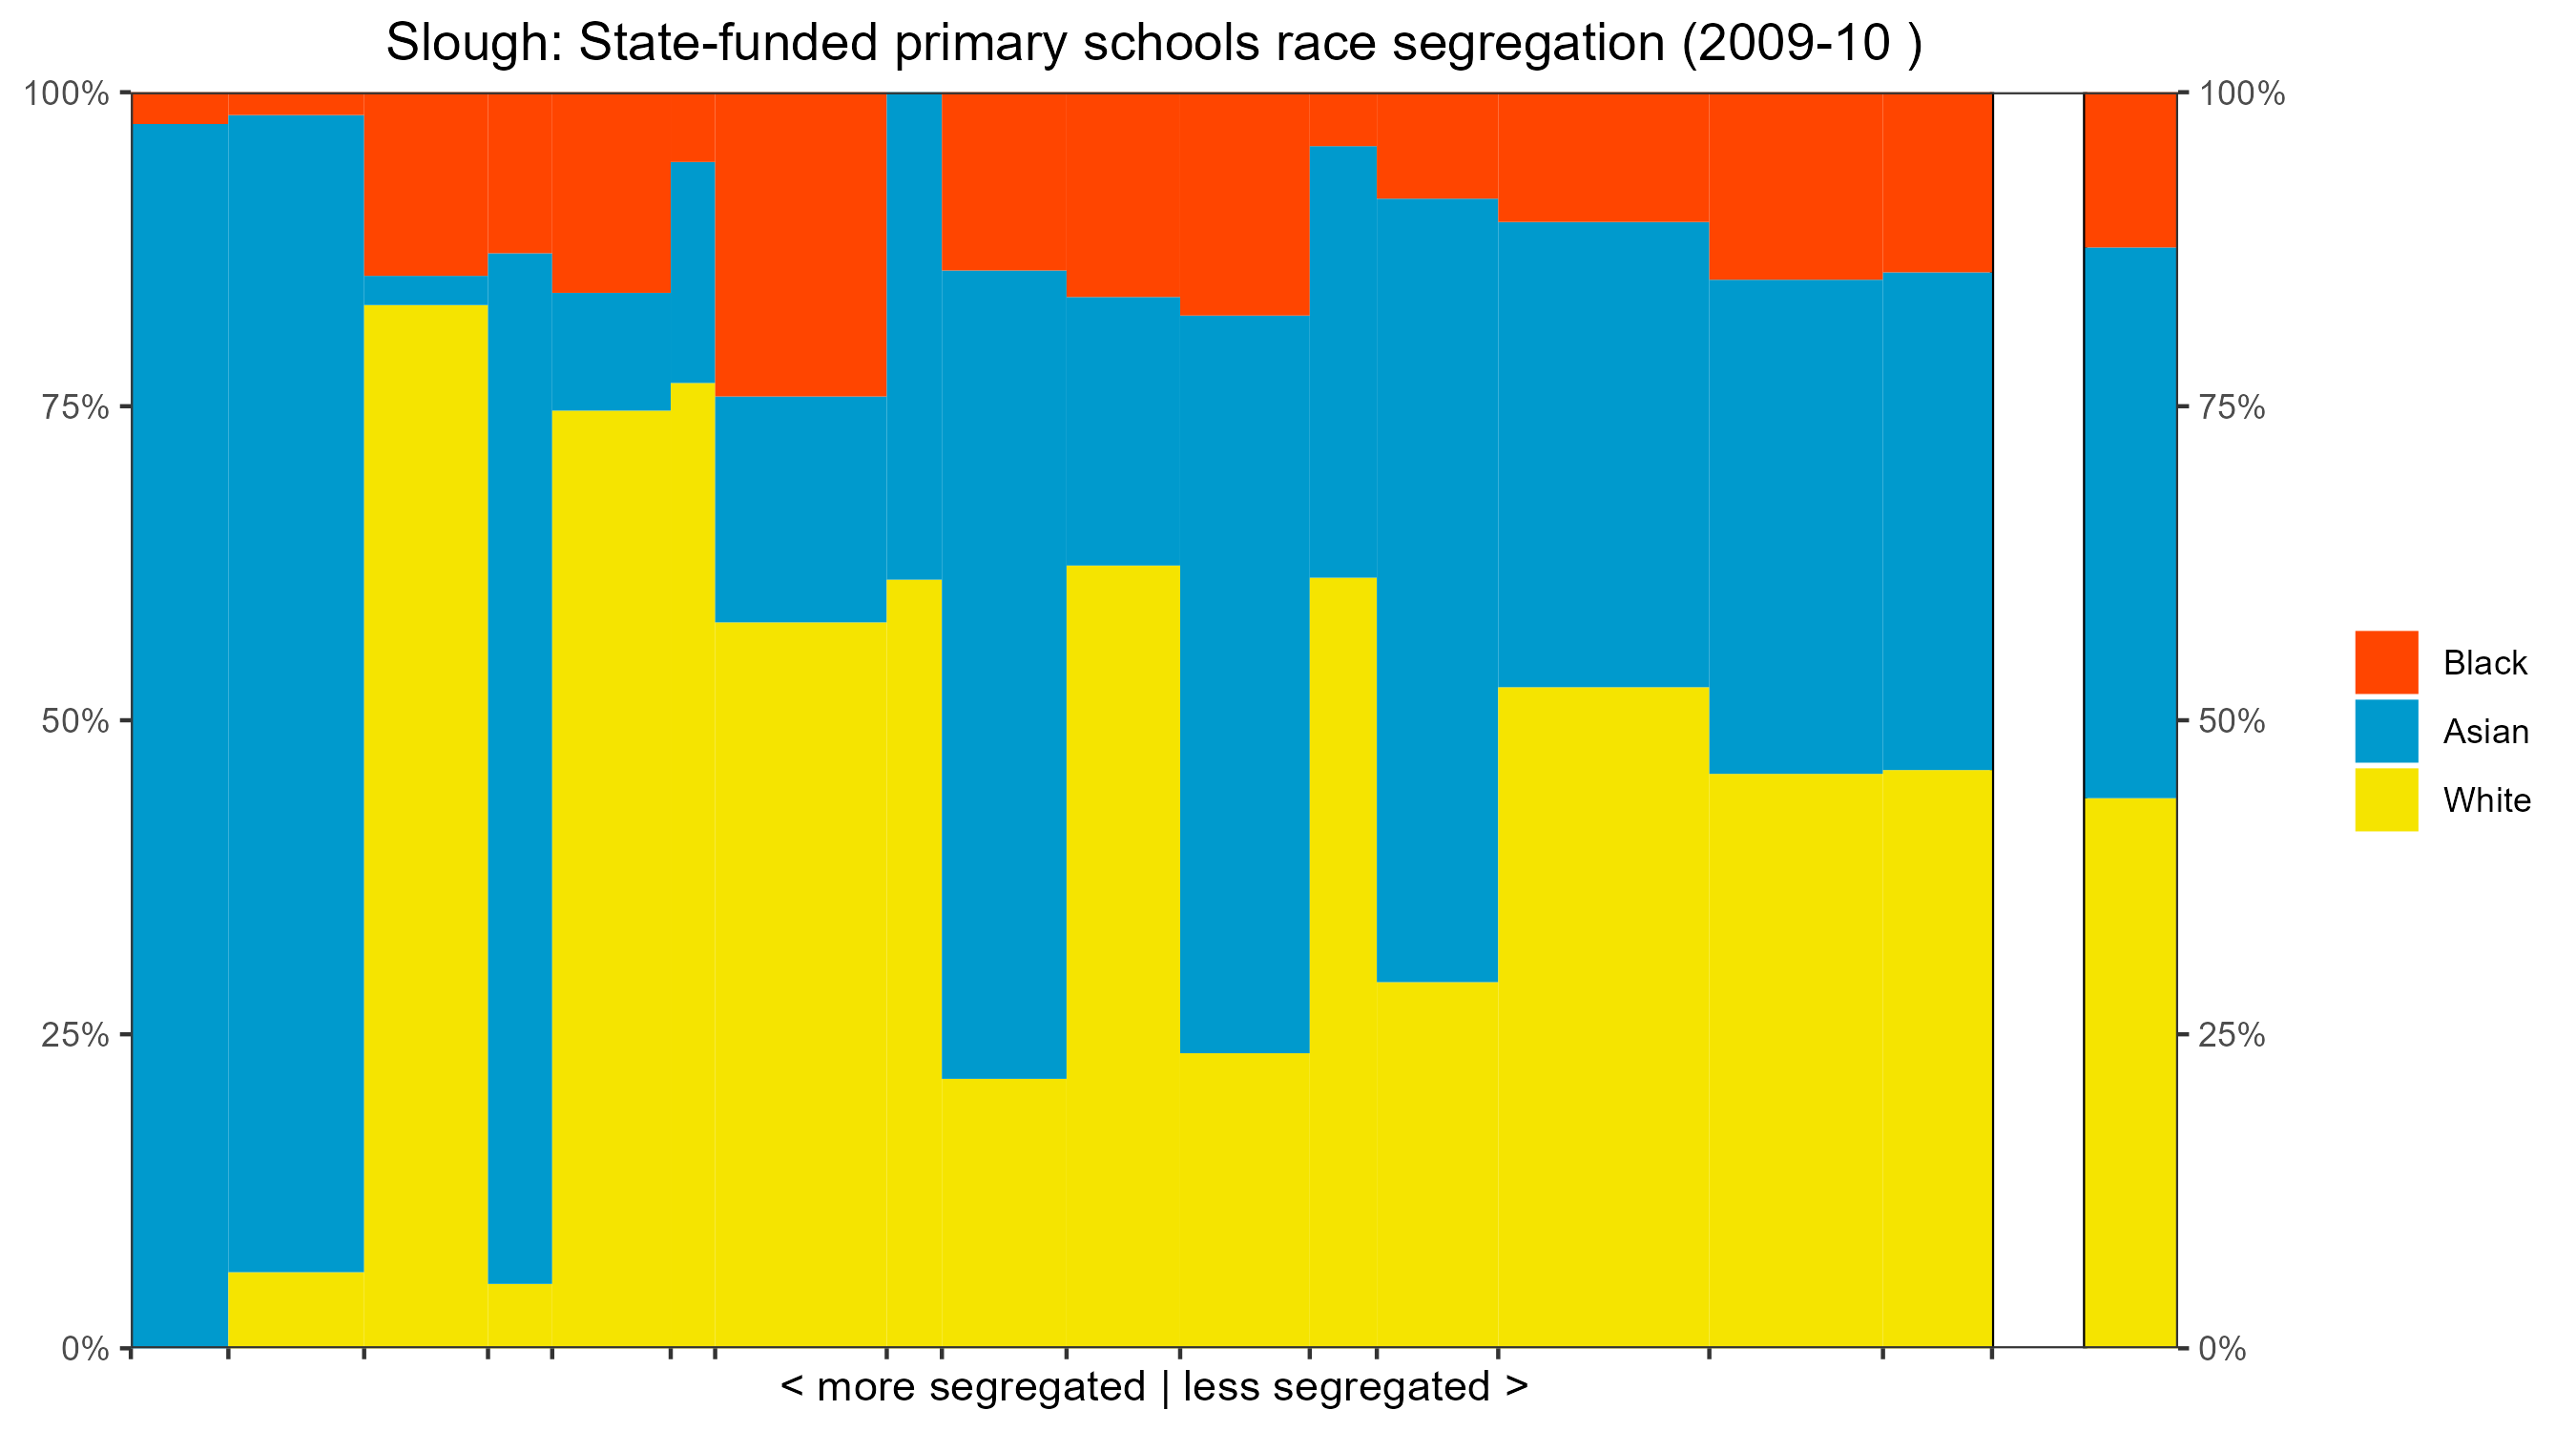 Slough: State-funded primary schools race segregation (2009-10 )
100%
75%
50%
25%
0%
100%
75%
50%
25%
0%
Black
Asian
White
< more segregated | less segregated >